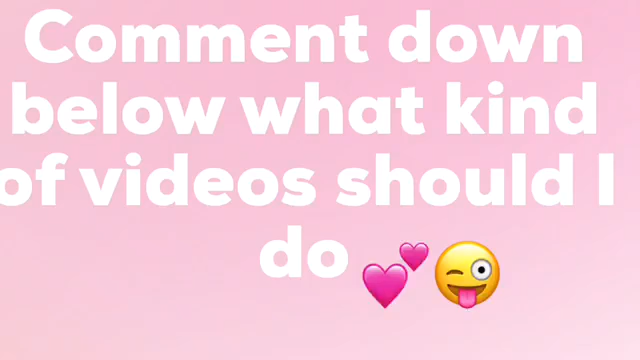 Comment down
below what kind
of videos should I
do 💕😜